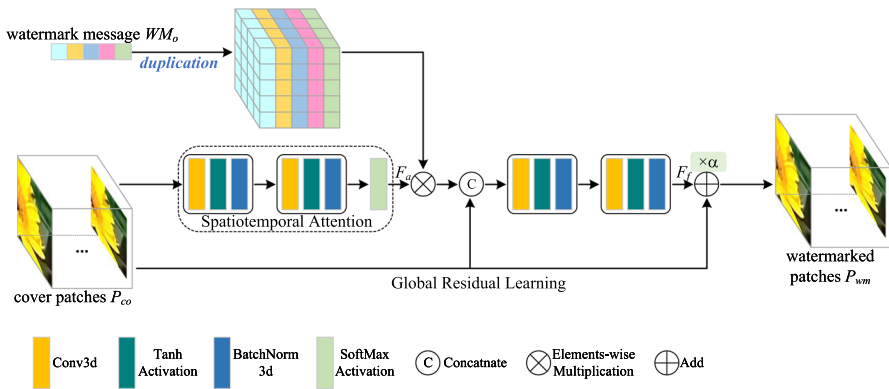 watermark message WMo
duplication
×α
Fa
Ff
C
Spatiotemporal Attention
...
...
Global Residual Learning
cover patches Pco
watermarked
patches Pwm
Conv3d
Tanh
Activation
BatchNorm
3d
SoftMax
Activation
C
Concatnate
Elements-wise
Multiplication
Add